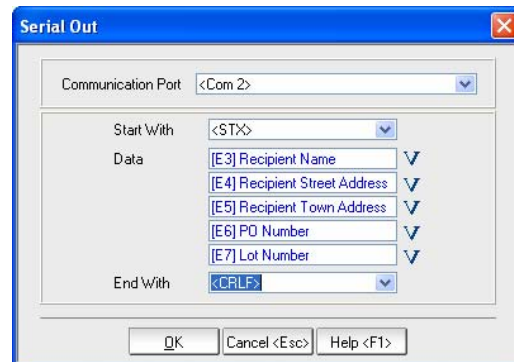 Serial Out
Communication Port <Com 2>
Start With <STX>
Data [E3] Recipient Name V
[E4] Recipient Street Address V
[E5] Recipient Town Address V
[E6] PO Number V
[E7] Lot Number V
End With <CRLF>
OK Cancel <Esc> Help <F1>